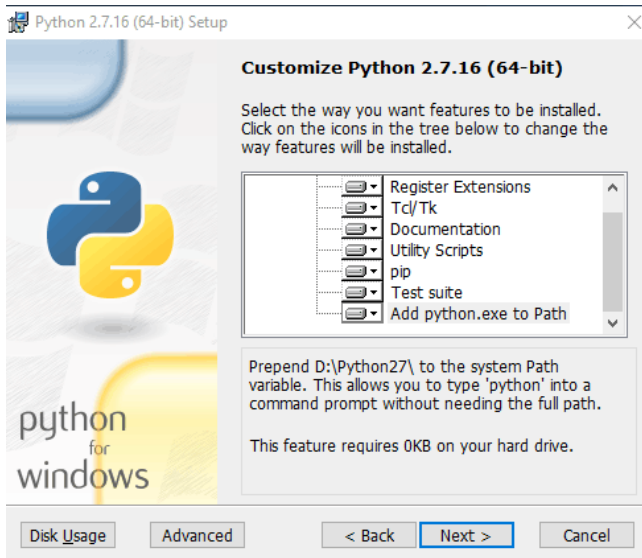 Python 2.7.16 (64-bit) Setup
Customize Python 2.7.16 (64-bit)
Select the way you want features to be installed.
Click on the icons in the tree below to change the
way features will be installed.
Register Extensions
Tcl/Tk
Documentation
Utility Scripts
pip
Test suite
Add python.exe to Path
Prepend D:\Python27\ to the system Path
variable. This allows you to type 'python' into a
command prompt without needing the full path.
This feature requires 0KB on your hard drive.
python
for
windows
Disk Usage
Advanced
< Back
Next >
Cancel